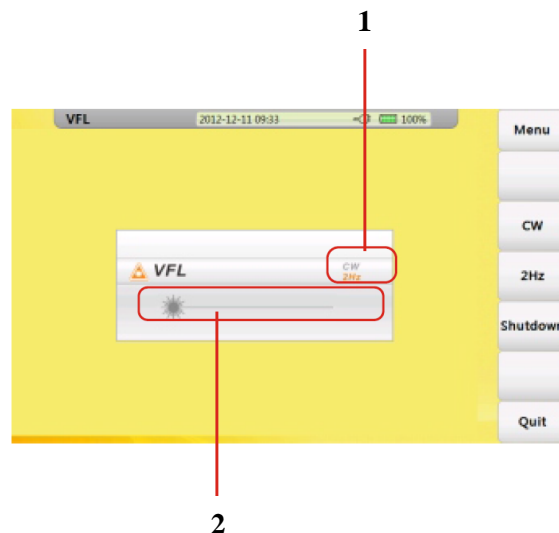 1
VFL
2012-12-11 09:33
100%
Menu
CW
2Hz
Shutdown
Quit
VFL
CW
2Hz
2